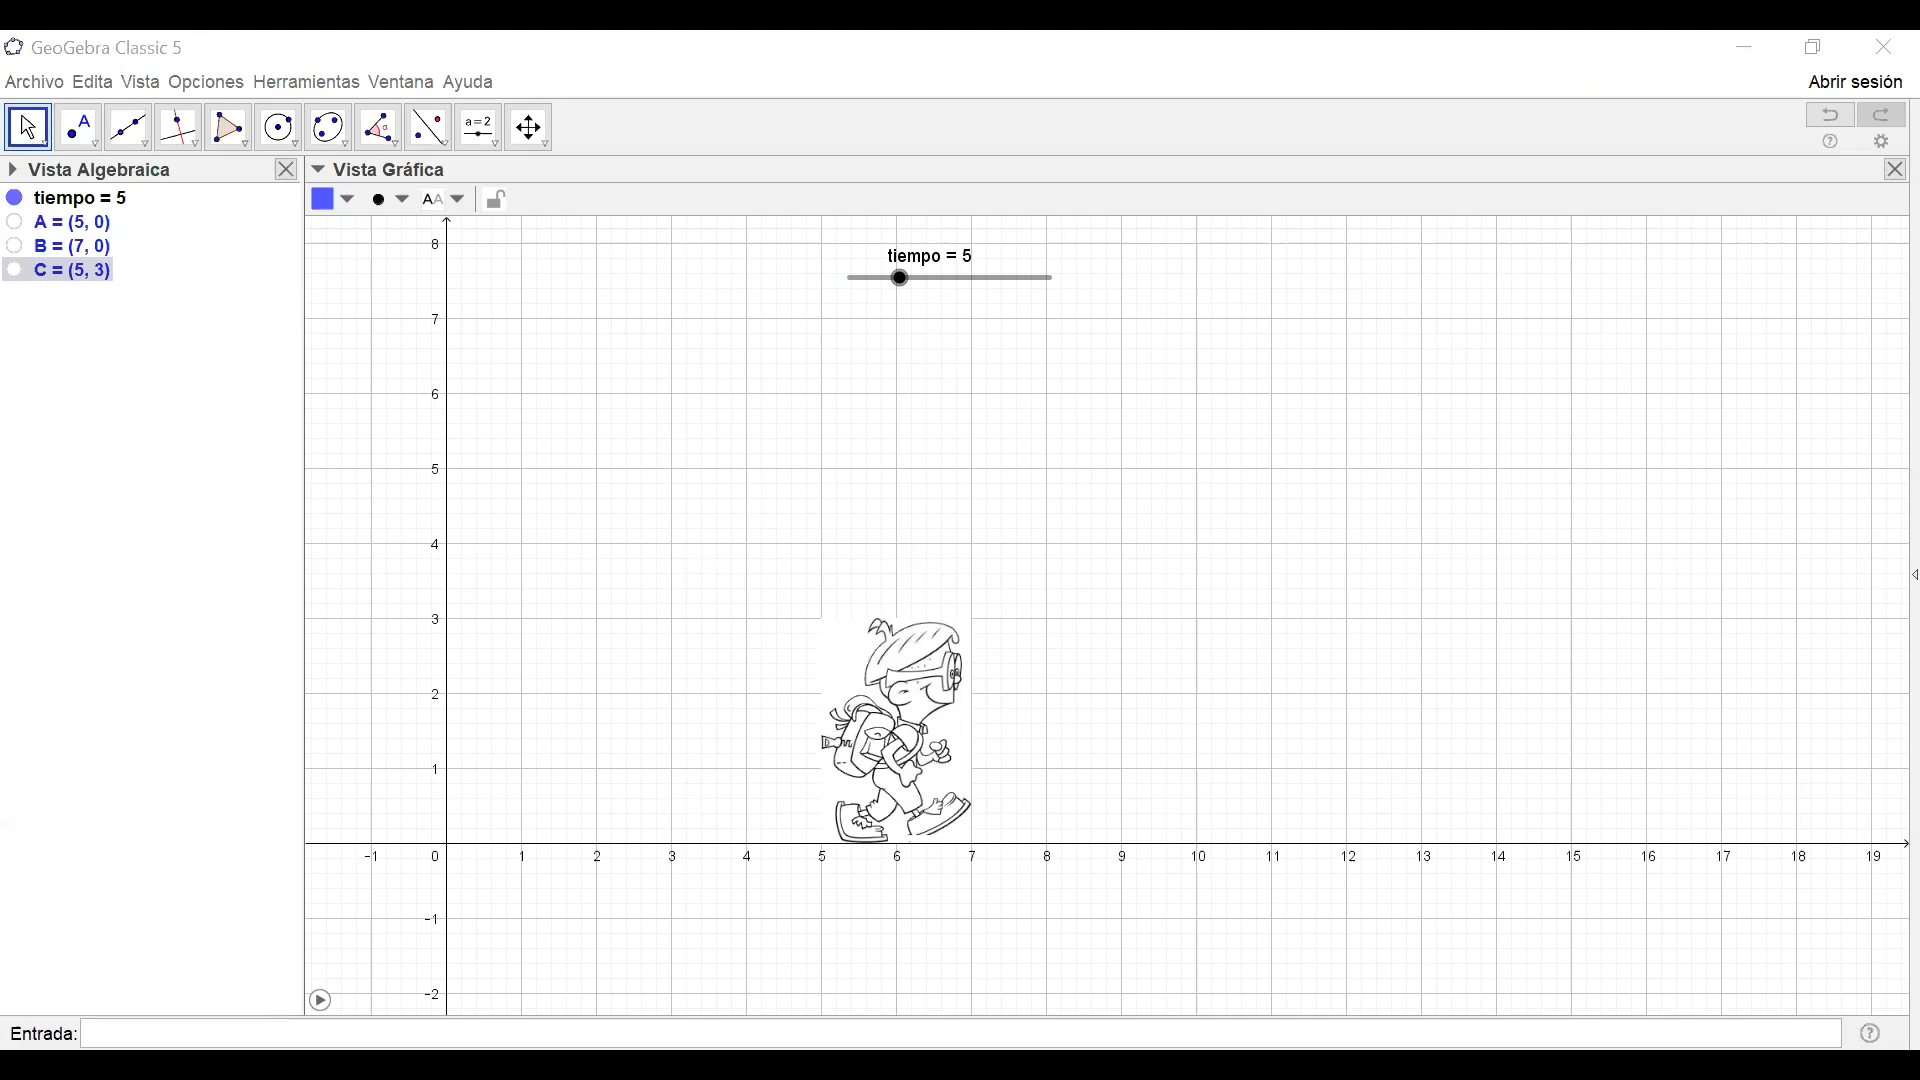 GeoGebra Classic 5
Archivo Edita Vista Opciones Herramientas Ventana Ayuda
Abrir sesión
A
α
a=2
Vista Algebraica
Vista Gráfica
AA
tiempo = 5
A = (5, 0)
B = (7, 0)
C = (5, 3)
tiempo = 5
8
7
6
5
4
3
2
1
-1 0 1 2 3 4 5 6 7 8 9 10 11 12 13 14 15 16 17 18 19
-1
-2
Entrada: